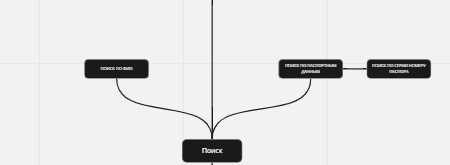 ПОИСК ПО ФИО
ПОИСК ПО ПАСПОРТНЫМ
ДАННЫМ
ПОИСК ПО СЕРИИ НОМЕРУ
ПАСПОРТА
Поиск